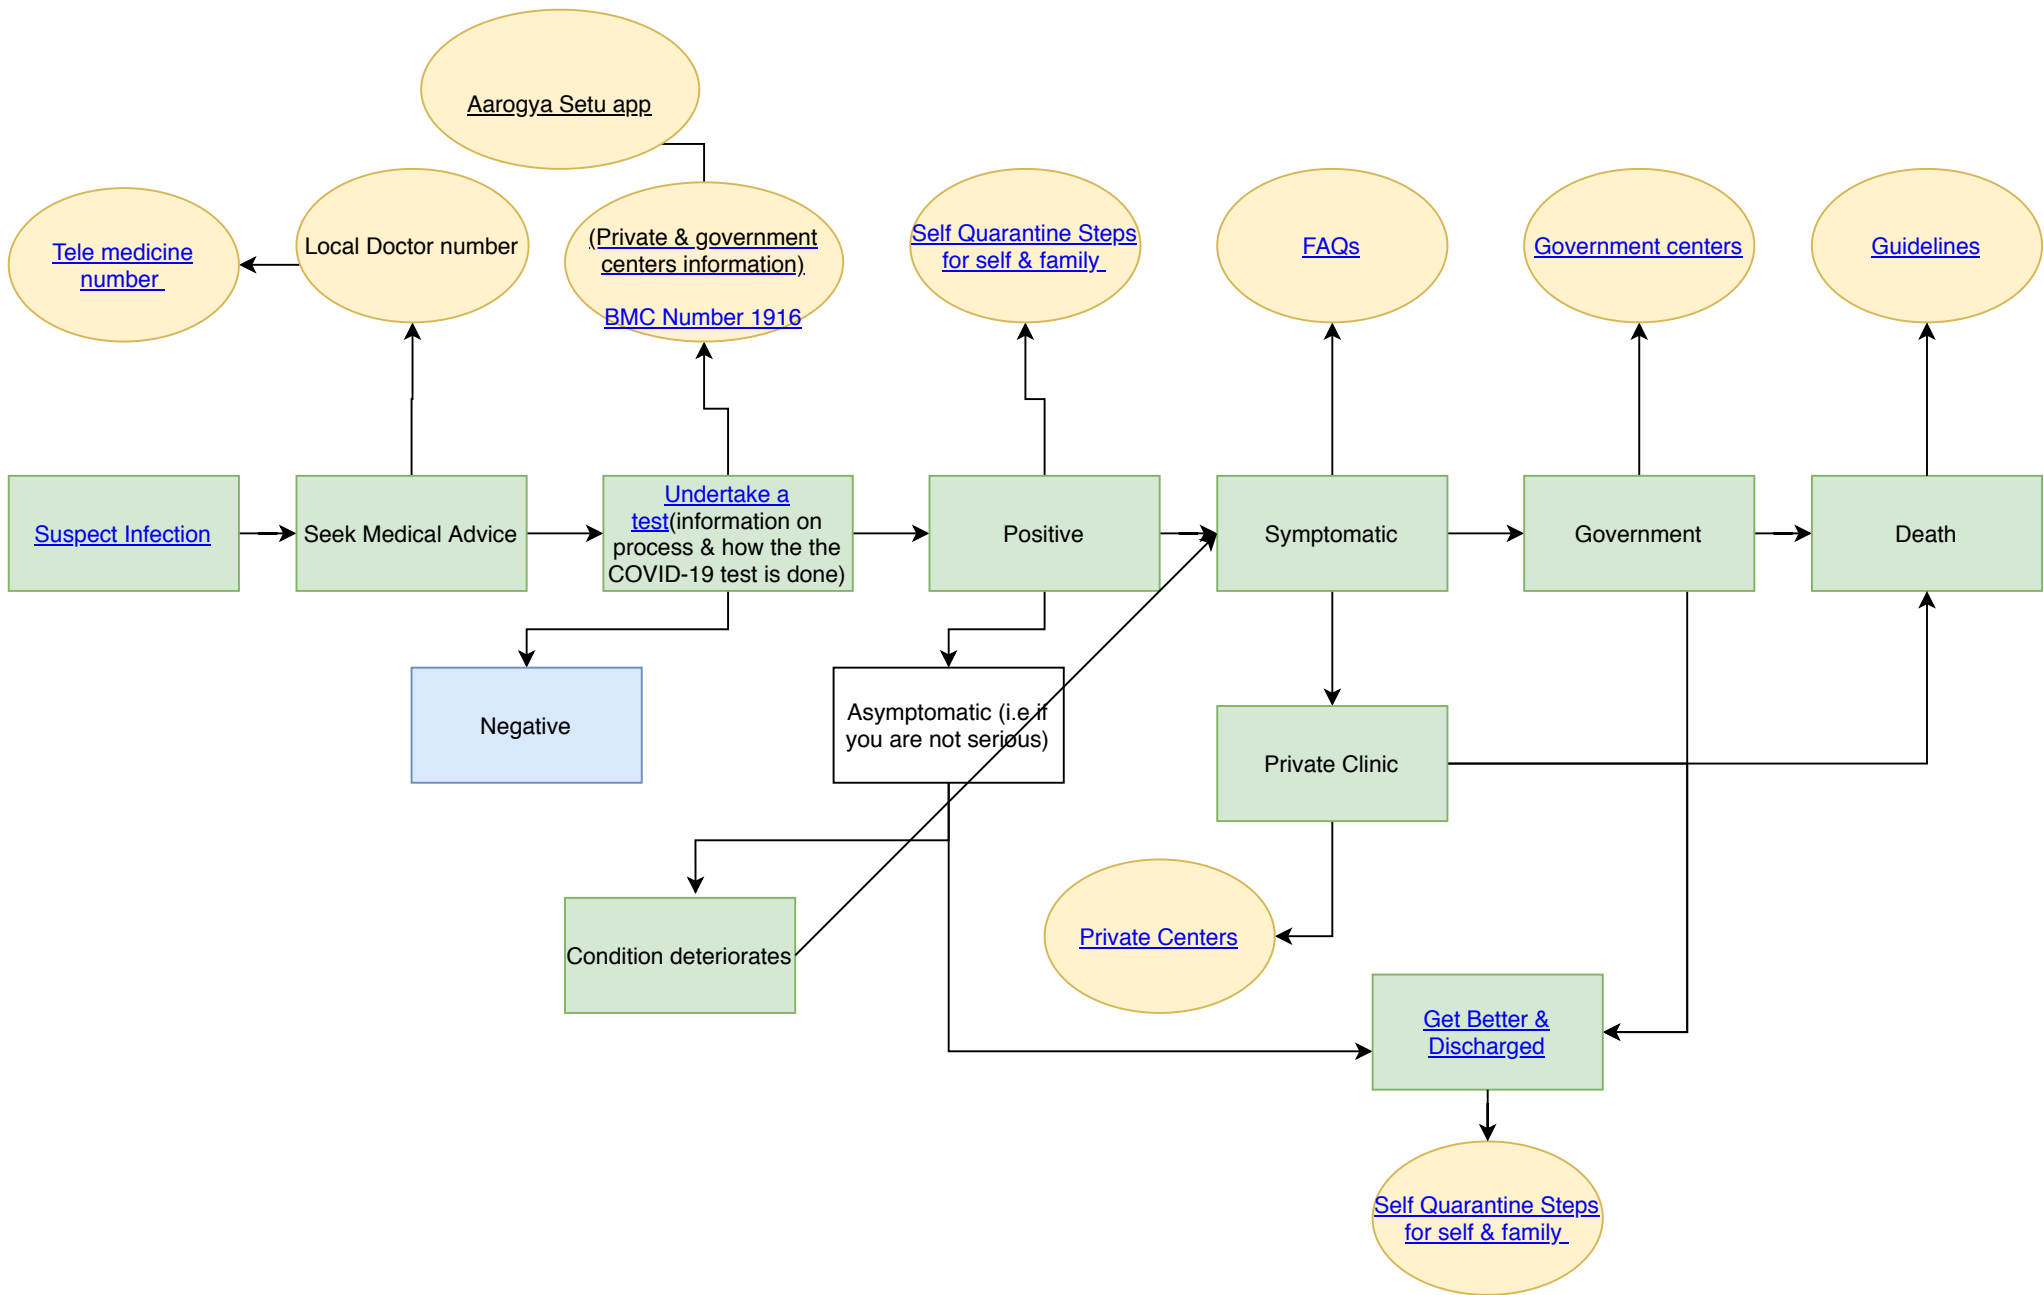 Aarogya Setu app
Tele medicine
number
Local Doctor number
(Private & government
centers information)
BMC Number 1916
Self Quarantine Steps
for self & family
FAQs
Government centers
Guidelines
Suspect Infection
Seek Medical Advice
Undertake a
test(information on
process & how the the
COVID-19 test is done)
Positive
Symptomatic
Government
Death
Negative
Asymptomatic (i.e if
you are not serious)
Private Clinic
Condition deteriorates
Private Centers
Get Better &
Discharged
Self Quarantine Steps
for self & family